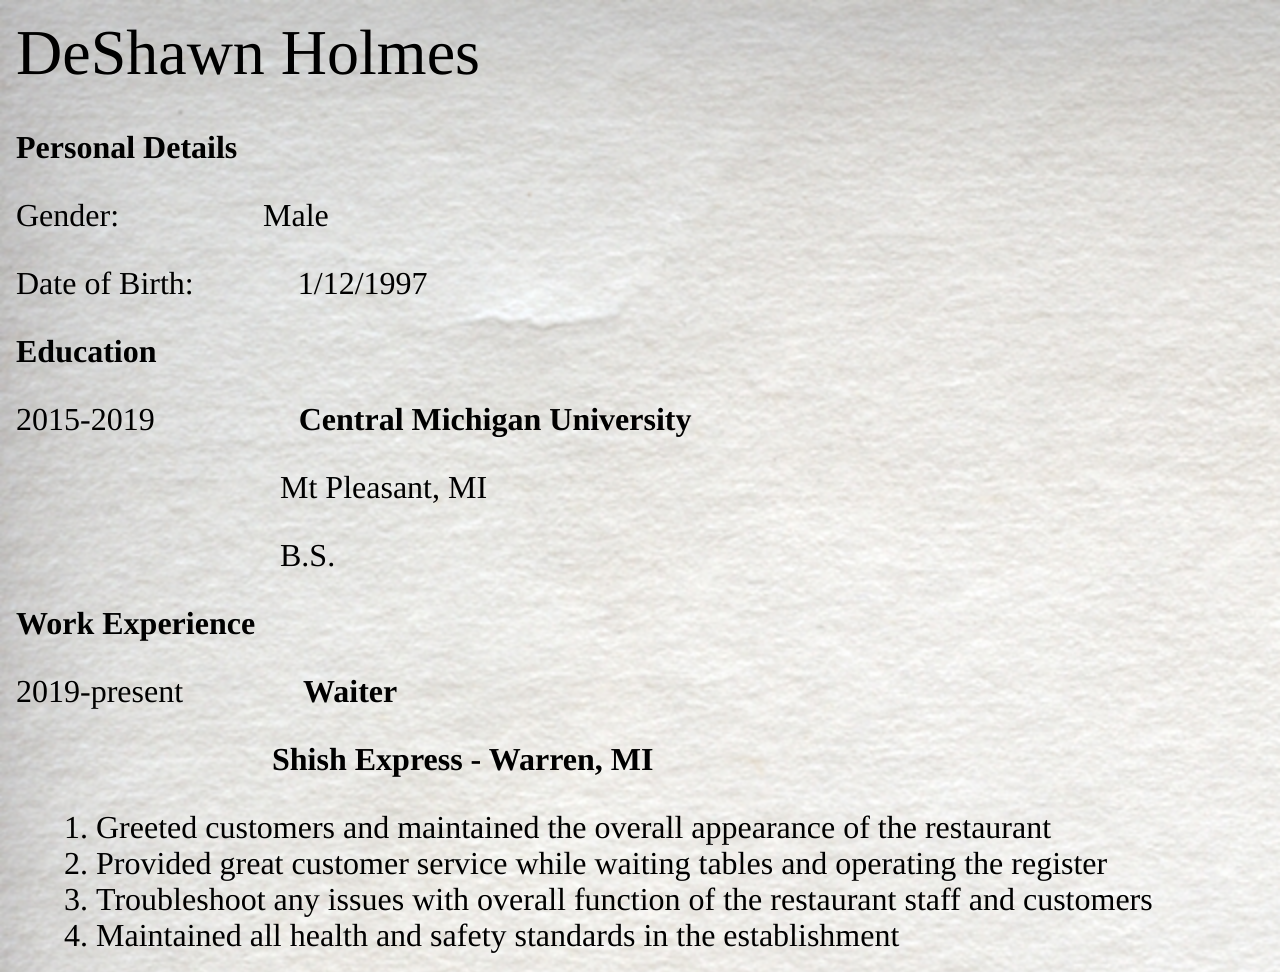 DeShawn Holmes
Personal Details
Gender: Male
Date of Birth: 1/12/1997
Education
2015-2019 Central Michigan University
Mt Pleasant, MI
B.S.
Work Experience
2019-present Waiter
Shish Express - Warren, MI
1. Greeted customers and maintained the overall appearance of the restaurant
2. Provided great customer service while waiting tables and operating the register
3. Troubleshoot any issues with overall function of the restaurant staff and customers
4. Maintained all health and safety standards in the establishment